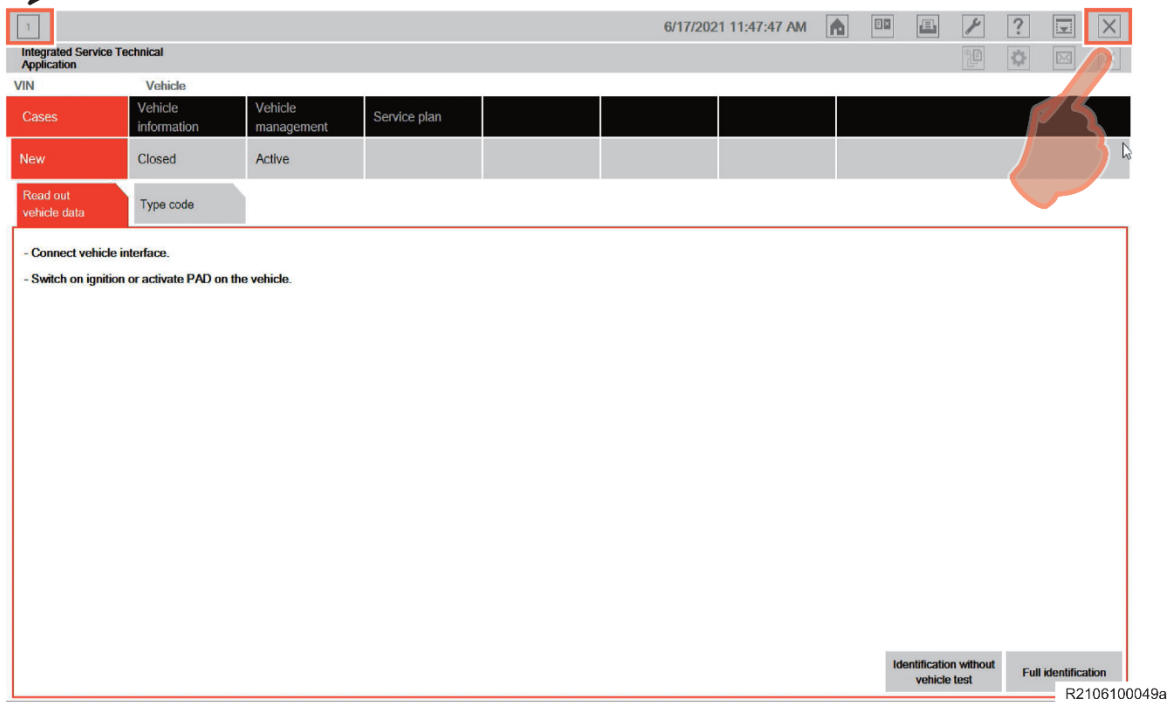 1
6/17/2021 11:47:47 AM
?
Integrated Service Technical
Application
VIN Vehicle
Cases
Vehicle
information
Vehicle
management
Service plan
New
Closed
Active
Read out
vehicle data
Type code
- Connect vehicle interface.
- Switch on ignition or activate PAD on the vehicle.
Identification without
vehicle test
Full identification
R2106100049a